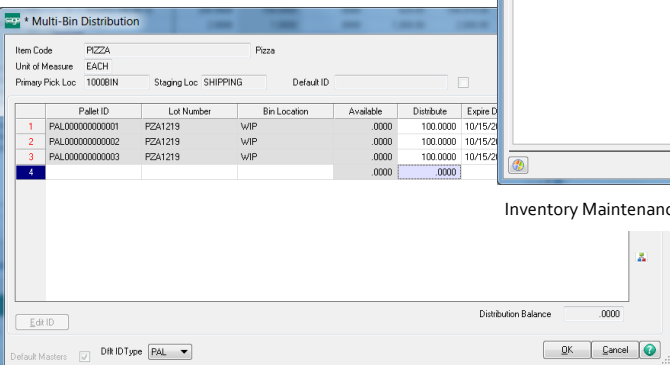 sage * Multi-Bin Distribution
Item Code PIZZA Pizza
Unit of Measure EACH
Primary Pick Loc 1000BIN Staging Loc SHIPPING Default ID
Pallet ID Lot Number Bin Location Available Distribute Expire D
1 PAL000000000001 PZA1219 WIP .0000 100.0000 10/15/20
2 PAL000000000002 PZA1219 WIP .0000 100.0000 10/15/20
3 PAL000000000003 PZA1219 WIP .0000 100.0000 10/15/20
4 .0000 .0000
Inventory Maintenanc
Edit ID Distribution Balance .0000
Default Masters Dflt ID Type PAL OK Cancel